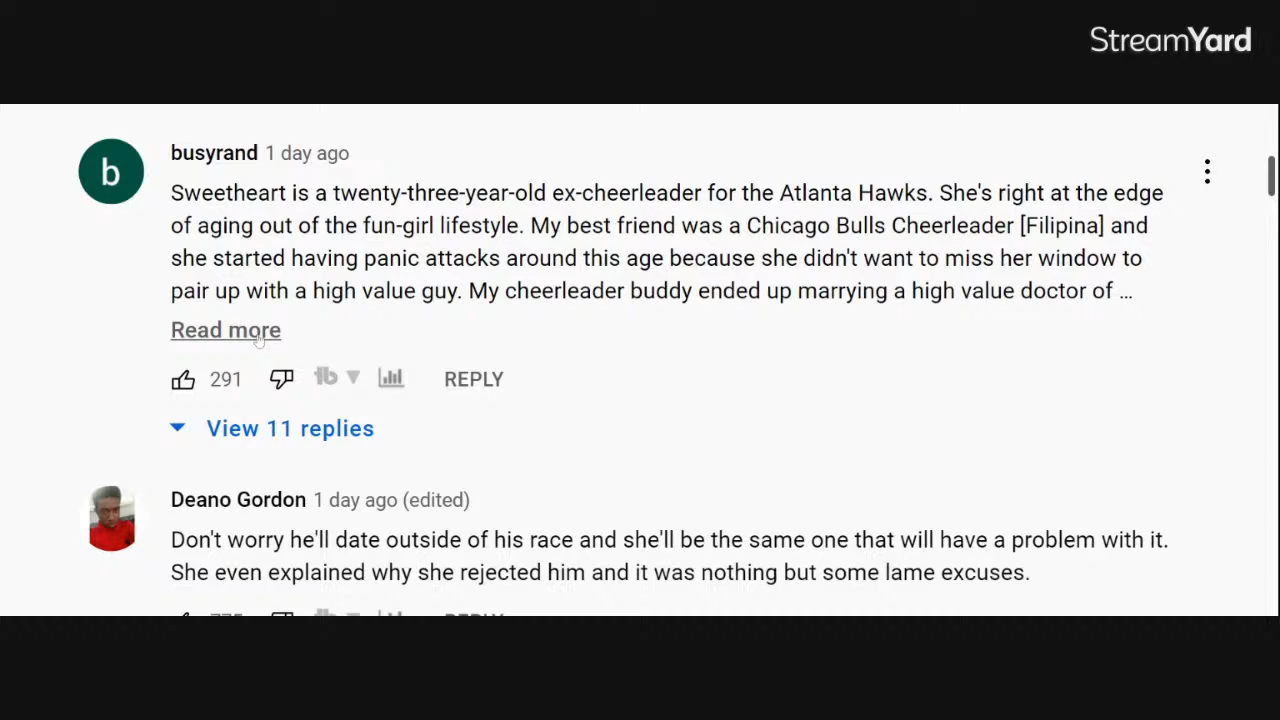 StreamYard
b
busyrand 1 day ago
Sweetheart is a twenty-three-year-old ex-cheerleader for the Atlanta Hawks. She's right at the edge
of aging out of the fun-girl lifestyle. My best friend was a Chicago Bulls Cheerleader [Filipina] and
she started having panic attacks around this age because she didn't want to miss her window to
pair up with a high value guy. My cheerleader buddy ended up marrying a high value doctor of ...
Read more
291 tb REPLY
View 11 replies
Deano Gordon 1 day ago (edited)
Don't worry he'll date outside of his race and she'll be the same one that will have a problem with it.
She even explained why she rejected him and it was nothing but some lame excuses.